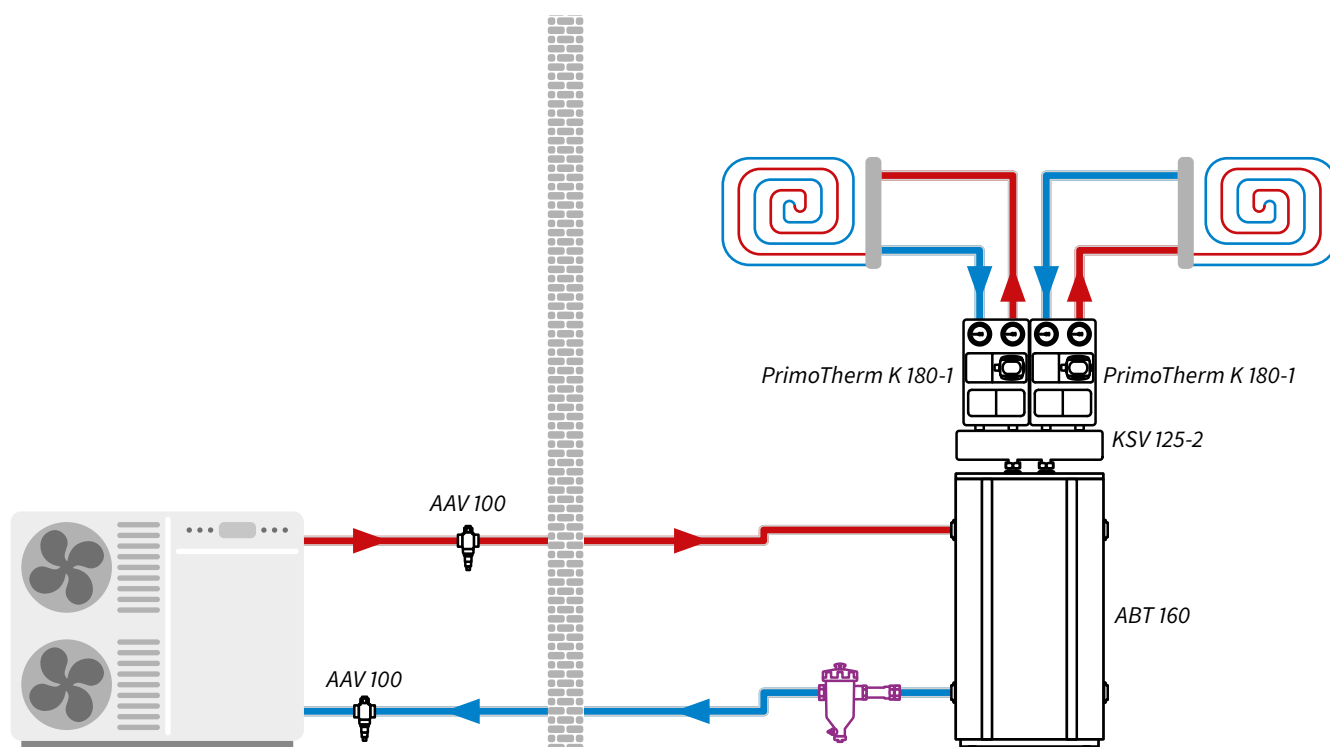 PrimoTherm K 180-1
PrimoTherm K 180-1
KSV 125-2
AAV 100
ABT 160
AAV 100